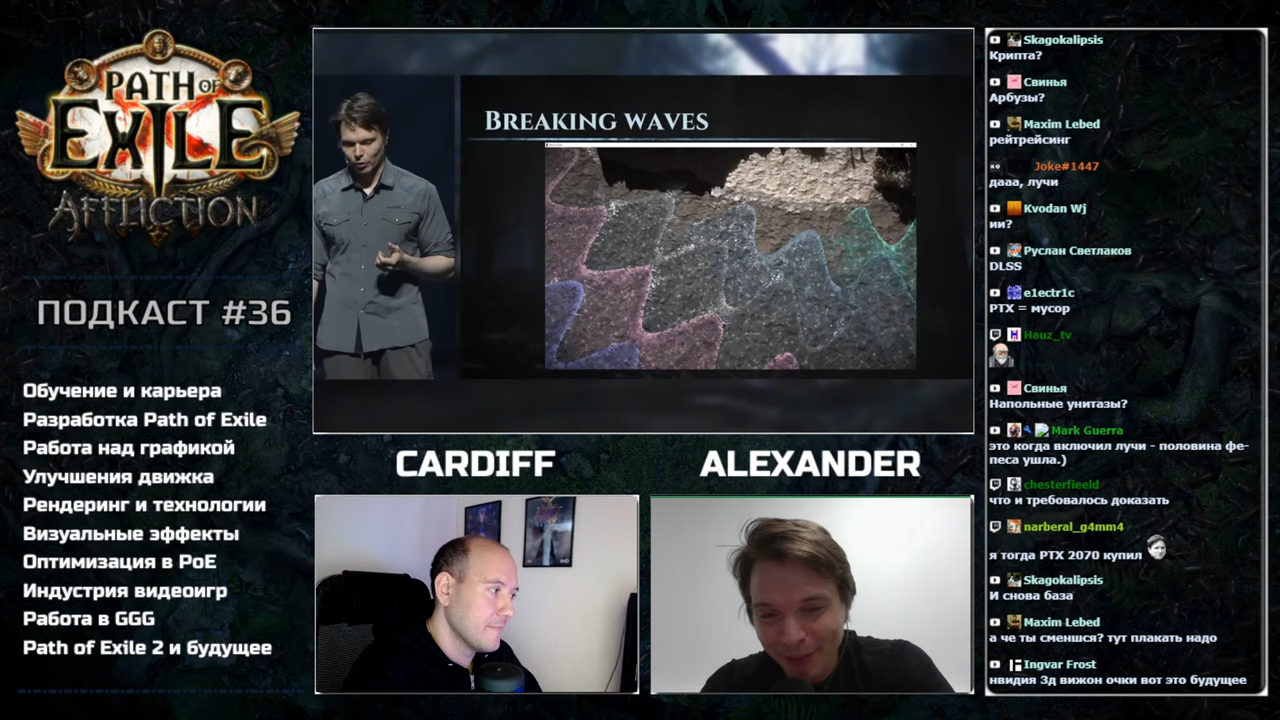 PATH OF
EXILE
AFFLICTION
ПОДКАСТ #36
Обучение и карьера
Разработка Path of Exile
Работа над графикой
Улучшения движка
Рендеринг и технологии
Визуальные эффекты
Оптимизация в PoE
Индустрия видеоигр
Работа в GGG
Path of Exile 2 и будущее
BREAKING WAVES
CARDIFF
ALEXANDER
Skagokalipsis
Крипта?
Свинья
Арбузы?
Maxim Lebed
рейтрейсинг
Joke#1447
дааа, лучи
Kvodan Wj
ии?
Руслан Светлаков
DLSS
e1ectr1c
РТХ = мусор
Hauz_tv
Свинья
Напольные унитазы?
Mark Guerra
это когда включил лучи - половина фе-
песа ушла.)
chesterfieeld
что и требовалось доказать
narberal_g4mm4
я тогда РТХ 2070 купил
Skagokalipsis
И снова база
Maxim Lebed
а че ты сменшся? тут плакать надо
Ingvar Frost
нвидия 3д вижон очки вот это будущее